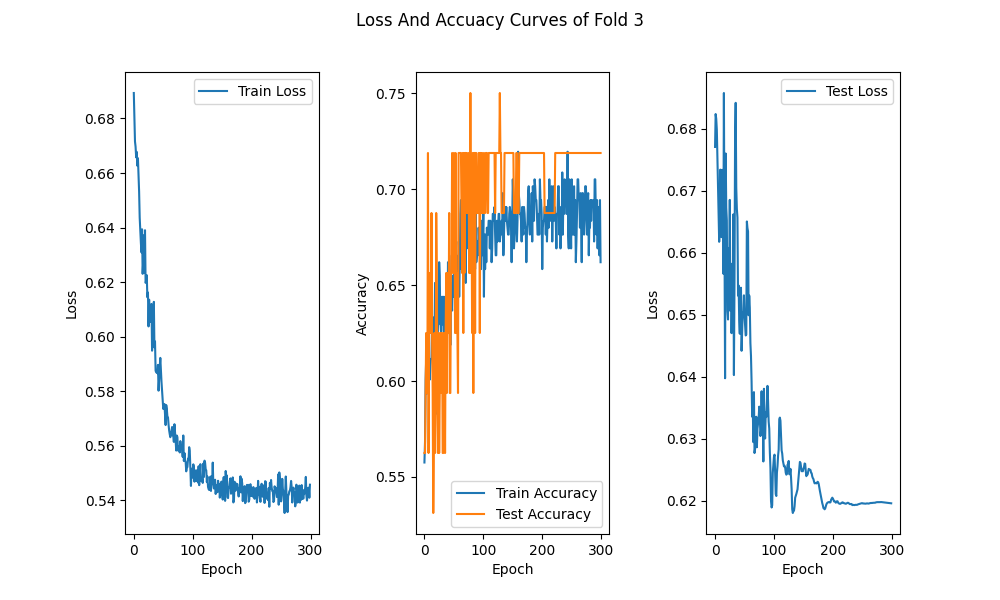 Loss And Accuacy Curves of Fold 3
Train Loss
0.68
0.66
0.64
0.62
0.60
0.58
0.56
0.54
Loss
0
100
200
300
Epoch
0.75
0.70
0.65
0.60
0.55
Accuracy
Train Accuracy
Test Accuracy
0
100
200
300
Epoch
Test Loss
0.68
0.67
0.66
0.65
0.64
0.63
0.62
Loss
0
100
200
300
Epoch